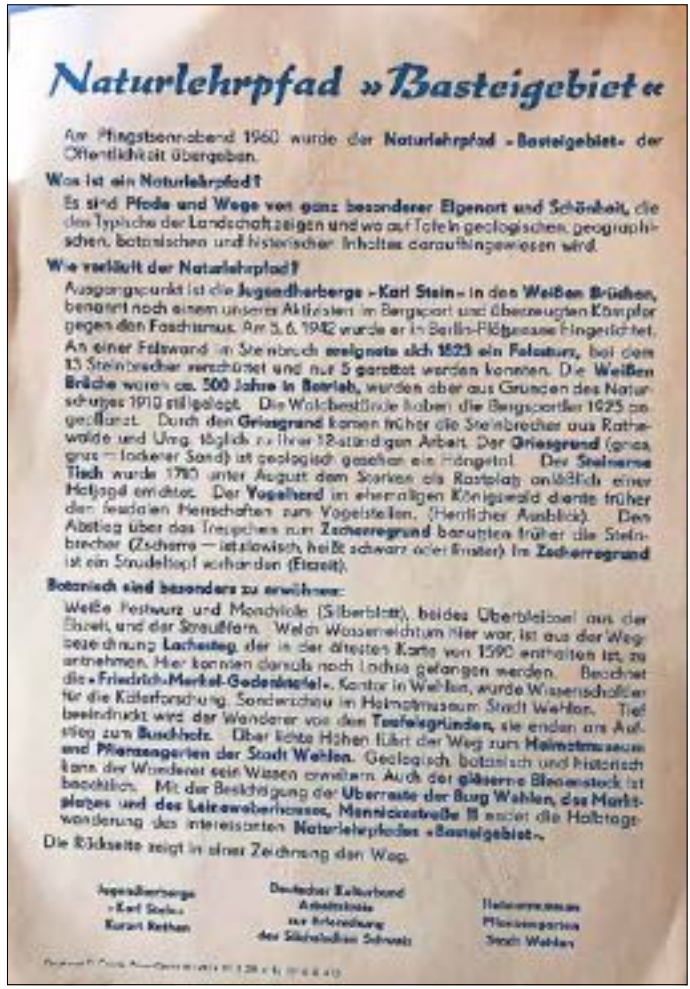 Naturlehrpfad »Basteigebiet«
Am Pfingstsonnabend 1960 wurde der Naturlehrpfad »Basteigebiet« der
Öffentlichkeit übergeben.
Was ist ein Naturlehrpfad?
Es sind Pfade und Wege von ganz besonderer Eigenart und Schönheit, die
das Typische der Landschaft zeigen und wo auf Tafeln geologischen, geographi-
schen, botanischen und historischen Inhaltes daraufhingewiesen wird.
Wie verläuft der Naturlehrpfad?
Ausgangspunkt ist die Jugendherberge »Karl Stein« in den Weißen Brüchen,
benannt nach einem unserer Aktivisten im Bergsport und überzeugten Kämpfer
gegen den Faschismus. Am 5. 6. 1942 wurde er in Berlin-Plötzensee hingerichtet.
An einer Felswand im Steinbruch ereignete sich 1823 ein Felssturz, bei dem
13 Steinbrecher verschüttet und nur 5 gerettet werden konnten. Die Weißen
Brüche waren ca. 500 Jahre in Betrieb, wurden aber aus Gründen des Natur-
schutzes 1910 stillgelegt. Die Waldbestände haben die Bergsportler 1925 an-
gepflanzt. Durch den Griesgrund kamen früher die Steinbrecher aus Rathe-
walde und Umg. täglich zu ihrer 12-stündigen Arbeit. Der Griesgrund (gries,
grus — lockerer Sand) ist geologisch gesehen ein Hängetal. Der Steinerne
Tisch wurde 1710 unter August dem Starken als Rastplatz anläßlich einer
Hofjagd errichtet. Der Vogelherd im ehemaligen Königswald diente früher
den feudalen Herrschaften zum Vogelstellen. (Herrlicher Ausblick). Den
Abstieg über das Treppchen zum Zscherregrund benutzten früher die Stein-
brecher (Zscherre — ist slawisch, heißt schwarz oder finster). Im Zscherregrund
ist ein Strudeltopf vorhanden (Eiszeit).
Botanisch sind besonders zu erwähnen:
Weiße Pestwurz und Mondviole (Silberblatt), beides Überbleibsel aus der
Eiszeit, und der Straußfarn. Welch Wasserreichtum hier war, ist aus der Weg-
bezeichnung Lachssteg, der in der ältesten Karte von 1590 enthalten ist, zu
entnehmen. Hier konnten damals noch Lachse gefangen werden. Beachtet
die »Friedrich-Merkel-Gedenktafel«. Kantor in Wehlen, wurde Wissenschaftler
für die Käferforschung. Sonderschau im Heimatmuseum Stadt Wehlen. Tief
beeindruckt wird der Wanderer von den Teufelsgründen, sie enden am Auf-
stieg zum Buschholz. Über lichte Höhen führt der Weg zum Heimatmuseum
und Pflanzengarten der Stadt Wehlen. Geologisch, botanisch und historisch
kann der Wanderer sein Wissen erweitern. Auch der gläserne Bienenstock ist
beachtlich. Mit der Besichtigung der Überreste der Burg Wehlen, des Markt-
platzes und des Leineweberhauses, Mennickestraße endet die Halbtags-
wanderung des interessanten Naturlehrpfades »Basteigebiet«.
Die Rückseite zeigt in einer Zeichnung den Weg.
Jugendherberge
»Karl Stein«
Kurort Rathen
Deutscher Kulturbund
Arbeitskreis
zur Erforschung
der Sächsischen Schweiz
Heimatmuseum
Pflanzengarten
Stadt Wehlen